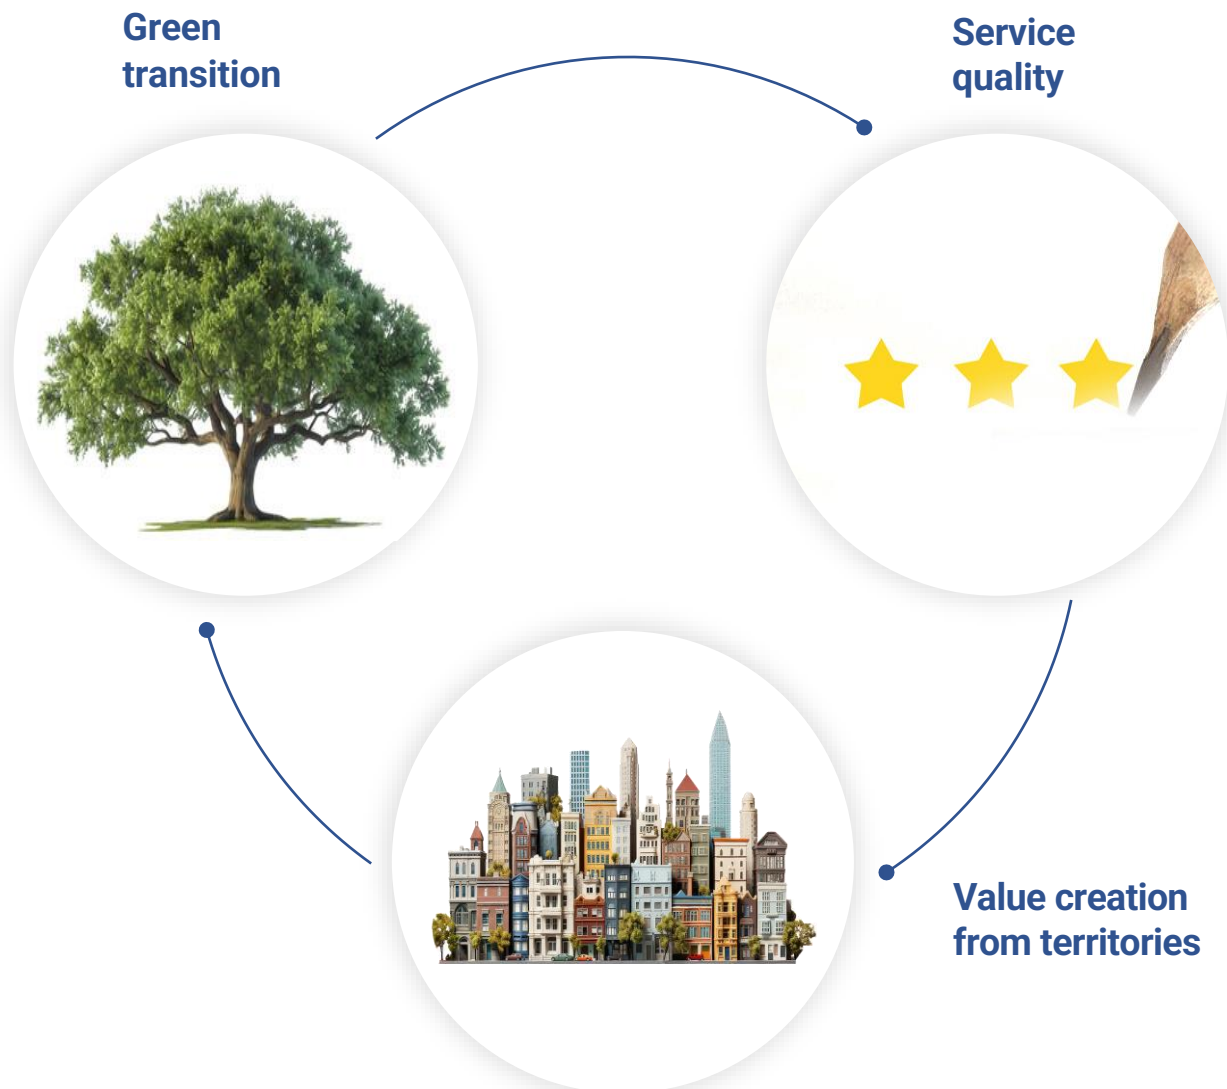 Green
transition
Service
quality
Value creation
from territories